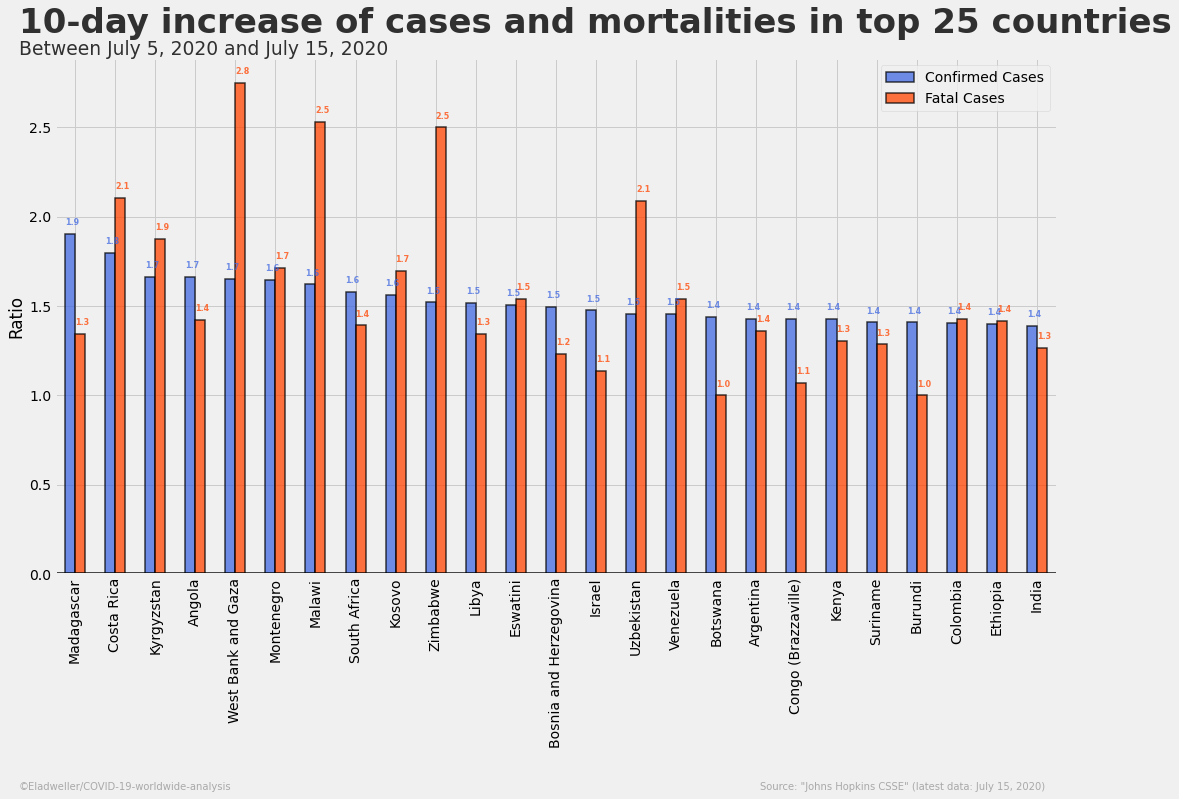 10-day increase of cases and mortalities in top 25 countries
Between July 5, 2020 and July 15, 2020
Confirmed Cases
Fatal Cases
Ratio
2.5
2.0
1.5
1.0
0.5
0.0
1.9 1.3
2.1
1.9
1.7 1.4
2.8
1.6 1.7
2.5
1.6 1.4
1.7
2.5
1.5 1.3
1.5 1.5
1.5 1.2
1.5 1.1
2.1
1.5
1.4 1.0
1.4 1.4
1.4 1.1
1.4 1.3
1.4 1.3
1.4 1.0
1.4 1.4
1.4 1.4
1.4 1.3
Madagascar
Costa Rica
Kyrgyzstan
Angola
West Bank and Gaza
Montenegro
Malawi
South Africa
Kosovo
Zimbabwe
Libya
Eswatini
Bosnia and Herzegovina
Israel
Uzbekistan
Venezuela
Botswana
Argentina
Congo (Brazzaville)
Kenya
Suriname
Burundi
Colombia
Ethiopia
India
©Eladweller/COVID-19-worldwide-analysis
Source: "Johns Hopkins CSSE" (latest data: July 15, 2020)